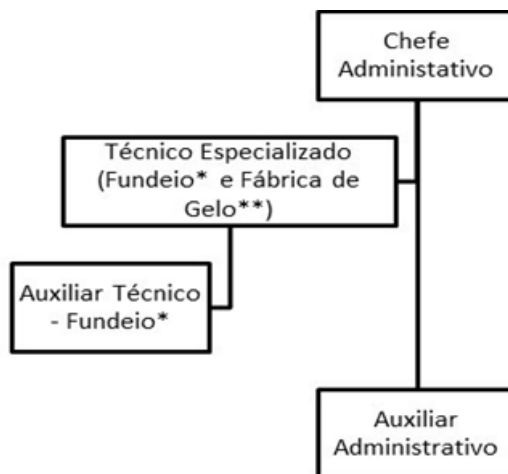 Chefe
Administativo
Técnico Especializado
(Fundeio* e Fábrica de
Gelo**)
Auxiliar Técnico
- Fundeio*
Auxiliar
Administrativo